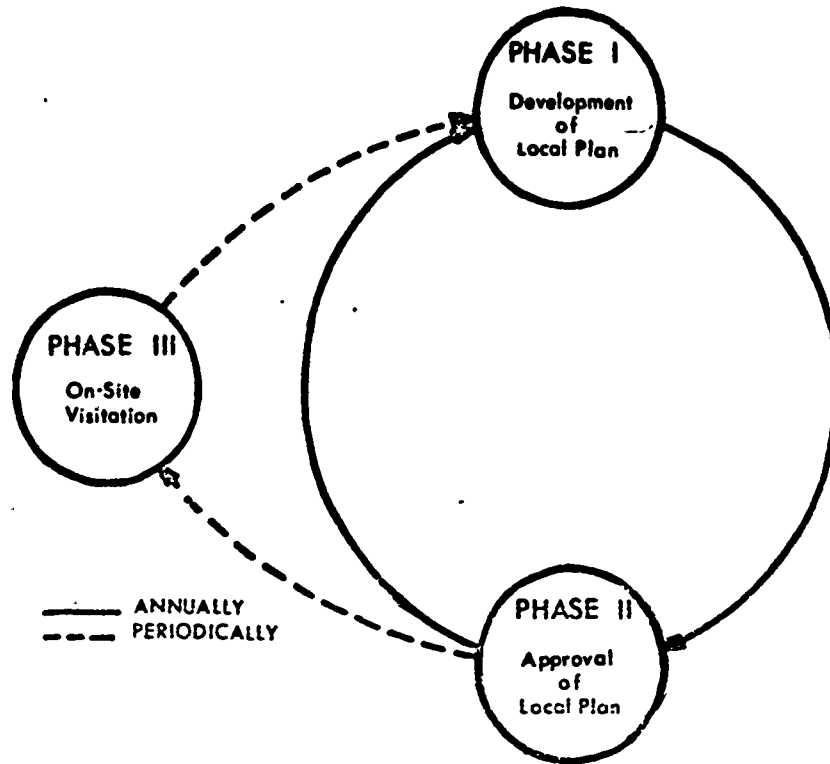 PHASE I
Development
of
Local Plan
PHASE III
On-Site
Visitation
ANNUALLY
PERIODICALLY
PHASE II
Approval
of
Local Plan